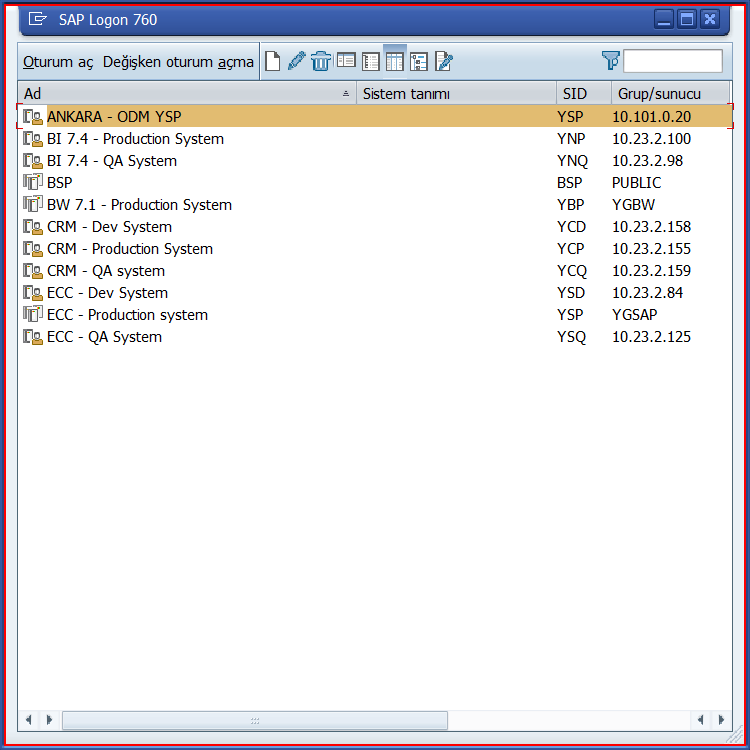 SAP Logon 760
Oturum aç Değişken oturum açma
Ad Sistem tanımı SID Grup/sunucu
ANKARA - ODM YSP YSP 10.101.0.20
BI 7.4 - Production System YNP 10.23.2.100
BI 7.4 - QA System YNQ 10.23.2.98
BSP BSP PUBLIC
BW 7.1 - Production System YBP YGBW
CRM - Dev System YCD 10.23.2.158
CRM - Production System YCP 10.23.2.155
CRM - QA system YCQ 10.23.2.159
ECC - Dev System YSD 10.23.2.84
ECC - Production system YSP YGSAP
ECC - QA System YSQ 10.23.2.125